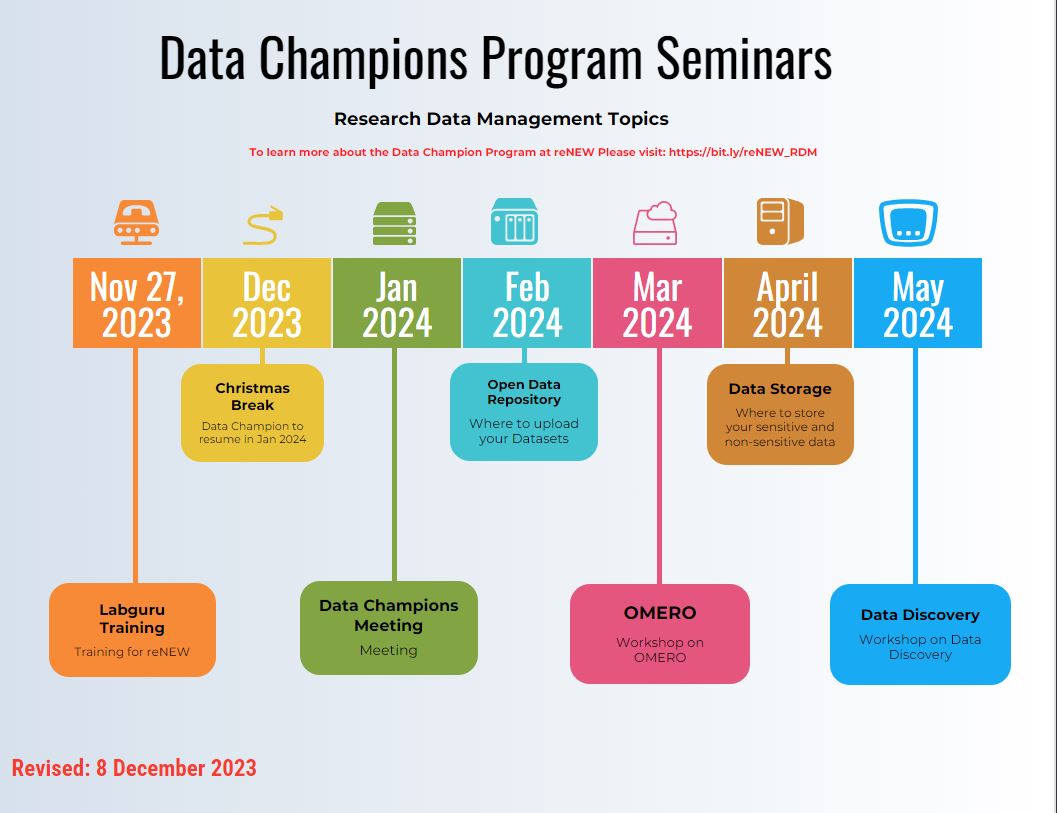 Data Champions Program Seminars
Research Data Management Topics
To learn more about the Data Champion Program at reNEW Please visit: https://bit.ly/reNEW_RDM
Nov 27,
2023
Dec
2023
Jan
2024
Feb
2024
Mar
2024
April
2024
May
2024
Christmas
Break
Data Champion to
resume in Jan 2024
Open Data
Repository
Where to upload
your Datasets
Data Storage
Where to store
your sensitive and
non-sensitive data
Labguru
Training
Training for reNEW
Data Champions
Meeting
Meeting
OMERO
Workshop on
OMERO
Data Discovery
Workshop on Data
Discovery
Revised: 8 December 2023